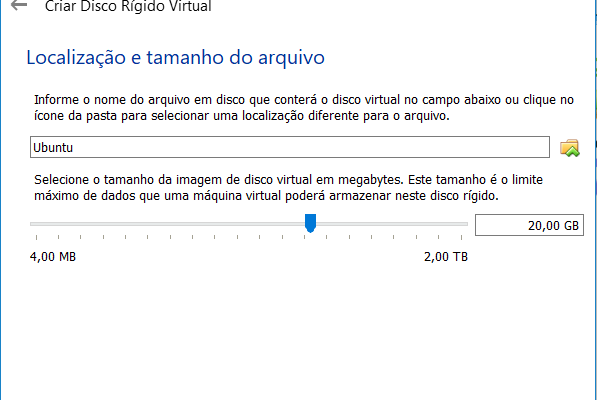 Criar Disco Rígido Virtual
Localização e tamanho do arquivo
Informe o nome do arquivo em disco que conterá o disco virtual no campo abaixo ou clique no
ícone da pasta para selecionar uma localização diferente para o arquivo.
Ubuntu
Selecione o tamanho da imagem de disco virtual em megabytes. Este tamanho é o limite
máximo de dados que uma máquina virtual poderá armazenar neste disco rígido.
20,00 GB
4,00 MB 2,00 TB